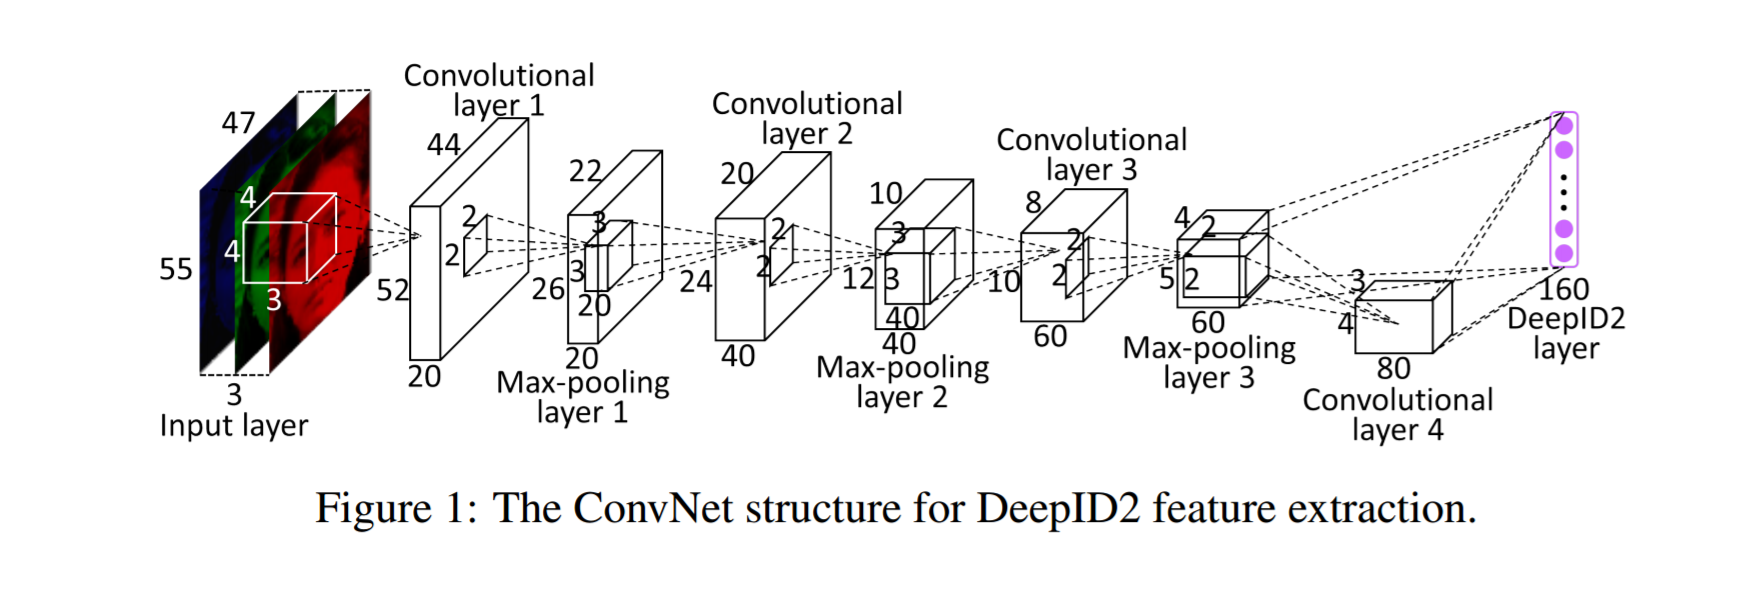 47
4
4
55
3
3
Input layer
Convolutional
layer 1
44
2
2
52
20
22
3
3
26
20
20
Max-pooling
layer 1
Convolutional
layer 2
20
2
2
24
40
10
3
12
3
40
40
Max-pooling
layer 2
Convolutional
layer 3
8
2
2
10
60
4
2
5
2
60
Max-pooling
layer 3
3
4
80
Convolutional
layer 4
160
DeepID2
layer
Figure 1: The ConvNet structure for DeepID2 feature extraction.